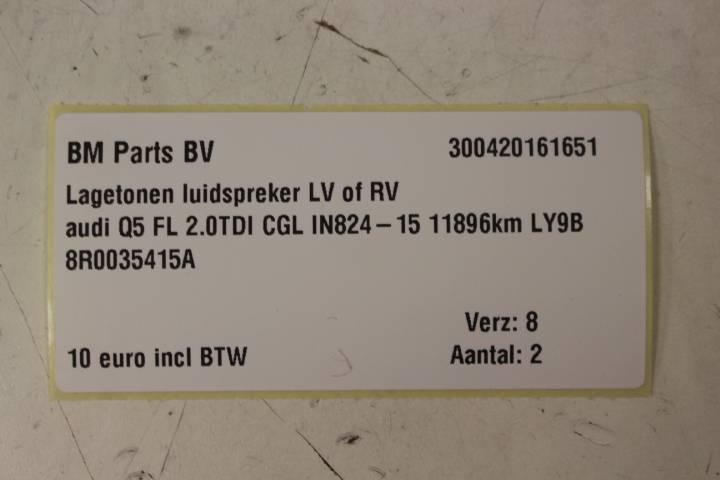 BM Parts BV 300420161651
Lagetonen luidspreker LV of RV
audi Q5 FL 2.0TDI CGL IN824-15 11896km LY9B
8R0035415A
Verz: 8
10 euro incl BTW Aantal: 2